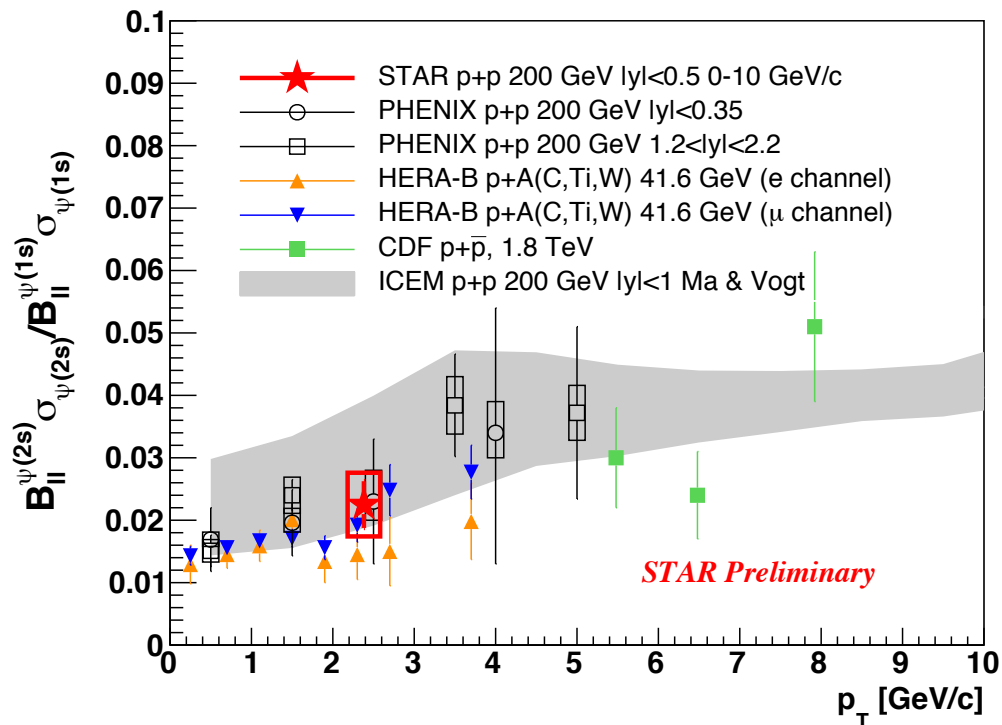 0.1
0.09
0.08
0.07
0.06
0.05
0.04
0.03
0.02
0.01
0
B_ll^ψ(2s) σ_ψ(2s)/B_ll^ψ(1s) σ_ψ(1s)
STAR p+p 200 GeV |y|<0.5 0-10 GeV/c
PHENIX p+p 200 GeV |y|<0.35
PHENIX p+p 200 GeV 1.2<|y|<2.2
HERA-B p+A(C,Ti,W) 41.6 GeV (e channel)
HERA-B p+A(C,Ti,W) 41.6 GeV (μ channel)
CDF p+p̅, 1.8 TeV
ICEM p+p 200 GeV |y|<1 Ma & Vogt
STAR Preliminary
0 1 2 3 4 5 6 7 8 9 10
p_T [GeV/c]